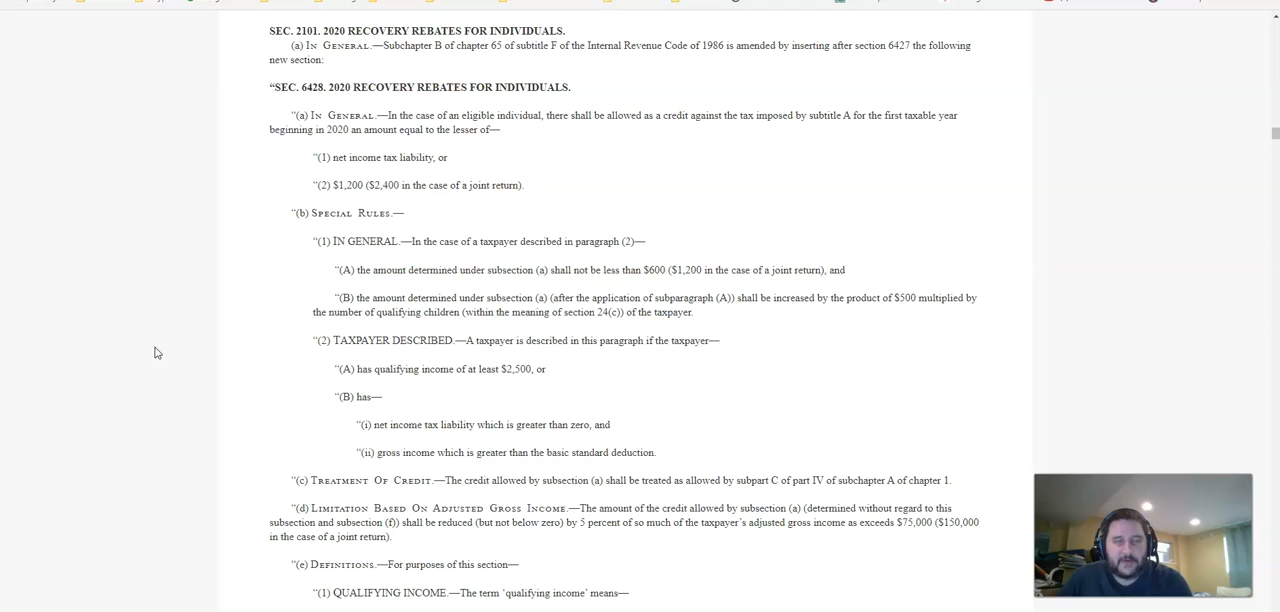 SEC. 2101. 2020 RECOVERY REBATES FOR INDIVIDUALS.
(a) IN GENERAL.—Subchapter B of chapter 65 of subtitle F of the Internal Revenue Code of 1986 is amended by inserting after section 6427 the following
new section:
“SEC. 6428. 2020 RECOVERY REBATES FOR INDIVIDUALS.
“(a) IN GENERAL.—In the case of an eligible individual, there shall be allowed as a credit against the tax imposed by subtitle A for the first taxable year
beginning in 2020 an amount equal to the lesser of—
“(1) net income tax liability, or
“(2) $1,200 ($2,400 in the case of a joint return).
“(b) SPECIAL RULES.—
“(1) IN GENERAL.—In the case of a taxpayer described in paragraph (2)—
“(A) the amount determined under subsection (a) shall not be less than $600 ($1,200 in the case of a joint return), and
“(B) the amount determined under subsection (a) (after the application of subparagraph (A)) shall be increased by the product of $500 multiplied by
the number of qualifying children (within the meaning of section 24(c)) of the taxpayer.
“(2) TAXPAYER DESCRIBED.—A taxpayer is described in this paragraph if the taxpayer—
“(A) has qualifying income of at least $2,500, or
“(B) has—
“(i) net income tax liability which is greater than zero, and
“(ii) gross income which is greater than the basic standard deduction.
“(c) TREATMENT OF CREDIT.—The credit allowed by subsection (a) shall be treated as allowed by subpart C of part IV of subchapter A of chapter 1.
“(d) LIMITATION BASED ON ADJUSTED GROSS INCOME.—The amount of the credit allowed by subsection (a) (determined without regard to this
subsection and subsection (f)) shall be reduced (but not below zero) by 5 percent of so much of the taxpayer’s adjusted gross income as exceeds $75,000 ($150,000
in the case of a joint return).
“(e) DEFINITIONS.—For purposes of this section—
“(1) QUALIFYING INCOME.—The term ‘qualifying income’ means—